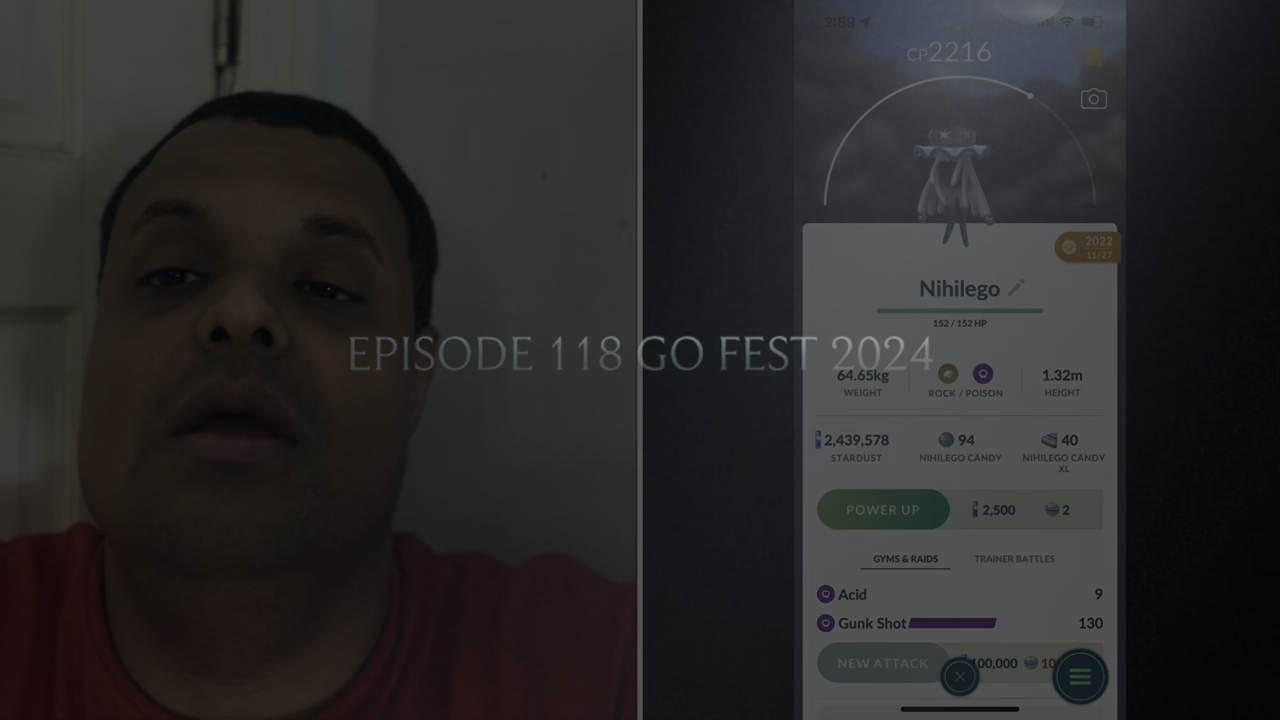 2:59
CP2216
2022
11/27
Nihilego
152 / 152 HP
EPISODE 118 GO FEST 2024
64.65kg
WEIGHT
ROCK / POISON
1.32m
HEIGHT
2,439,578
STARDUST
94
NIHILEGO CANDY
40
NIHILEGO CANDY
XL
POWER UP
2,500
2
GYMS & RAIDS
TRAINER BATTLES
Acid
9
Gunk Shot
130
NEW ATTACK
100,000